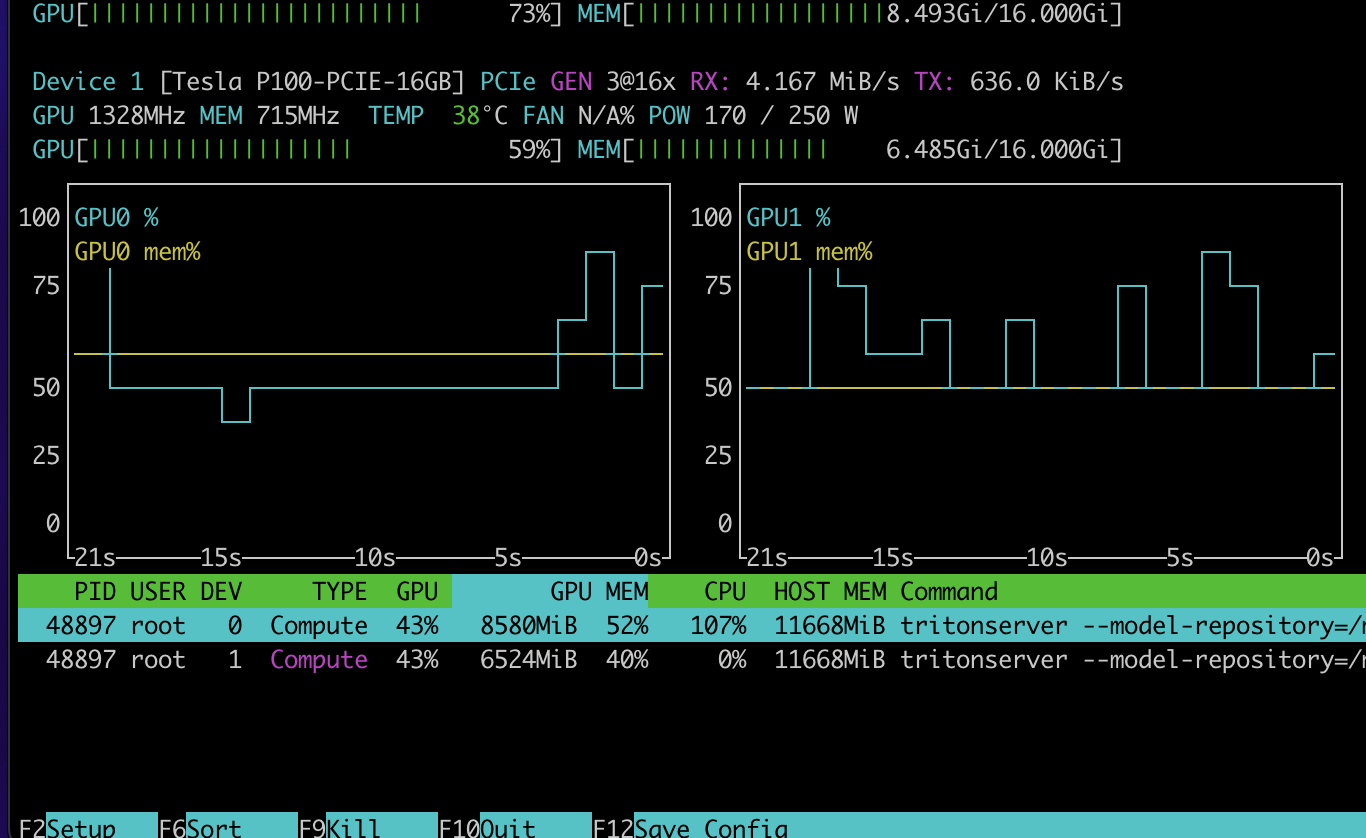 GPU[||||||||||||||||||||||||           73%] MEM[||||||||||||||||||8.493Gi/16.000Gi]
Device 1 [Tesla P100-PCIE-16GB] PCIe GEN 3@16x RX: 4.167 MiB/s TX: 636.0 KiB/s
GPU 1328MHz MEM 715MHz TEMP 38°C FAN N/A% POW 170 / 250 W
GPU[|||||||||||||||||||           59%] MEM[||||||||||||||    6.485Gi/16.000Gi]
100 GPU0 %
GPU0 mem%
75
50
25
0
21s 15s 10s 5s 0s
100 GPU1 %
GPU1 mem%
75
50
25
0
21s 15s 10s 5s 0s
PID USER DEV TYPE GPU GPU MEM CPU HOST MEM Command
48897 root 0 Compute 43% 8580MiB 52% 107% 11668MiB tritonserver --model-repository=/
48897 root 1 Compute 43% 6524MiB 40% 0% 11668MiB tritonserver --model-repository=/
F2Setup F6Sort F9Kill F10Quit F12Save Config